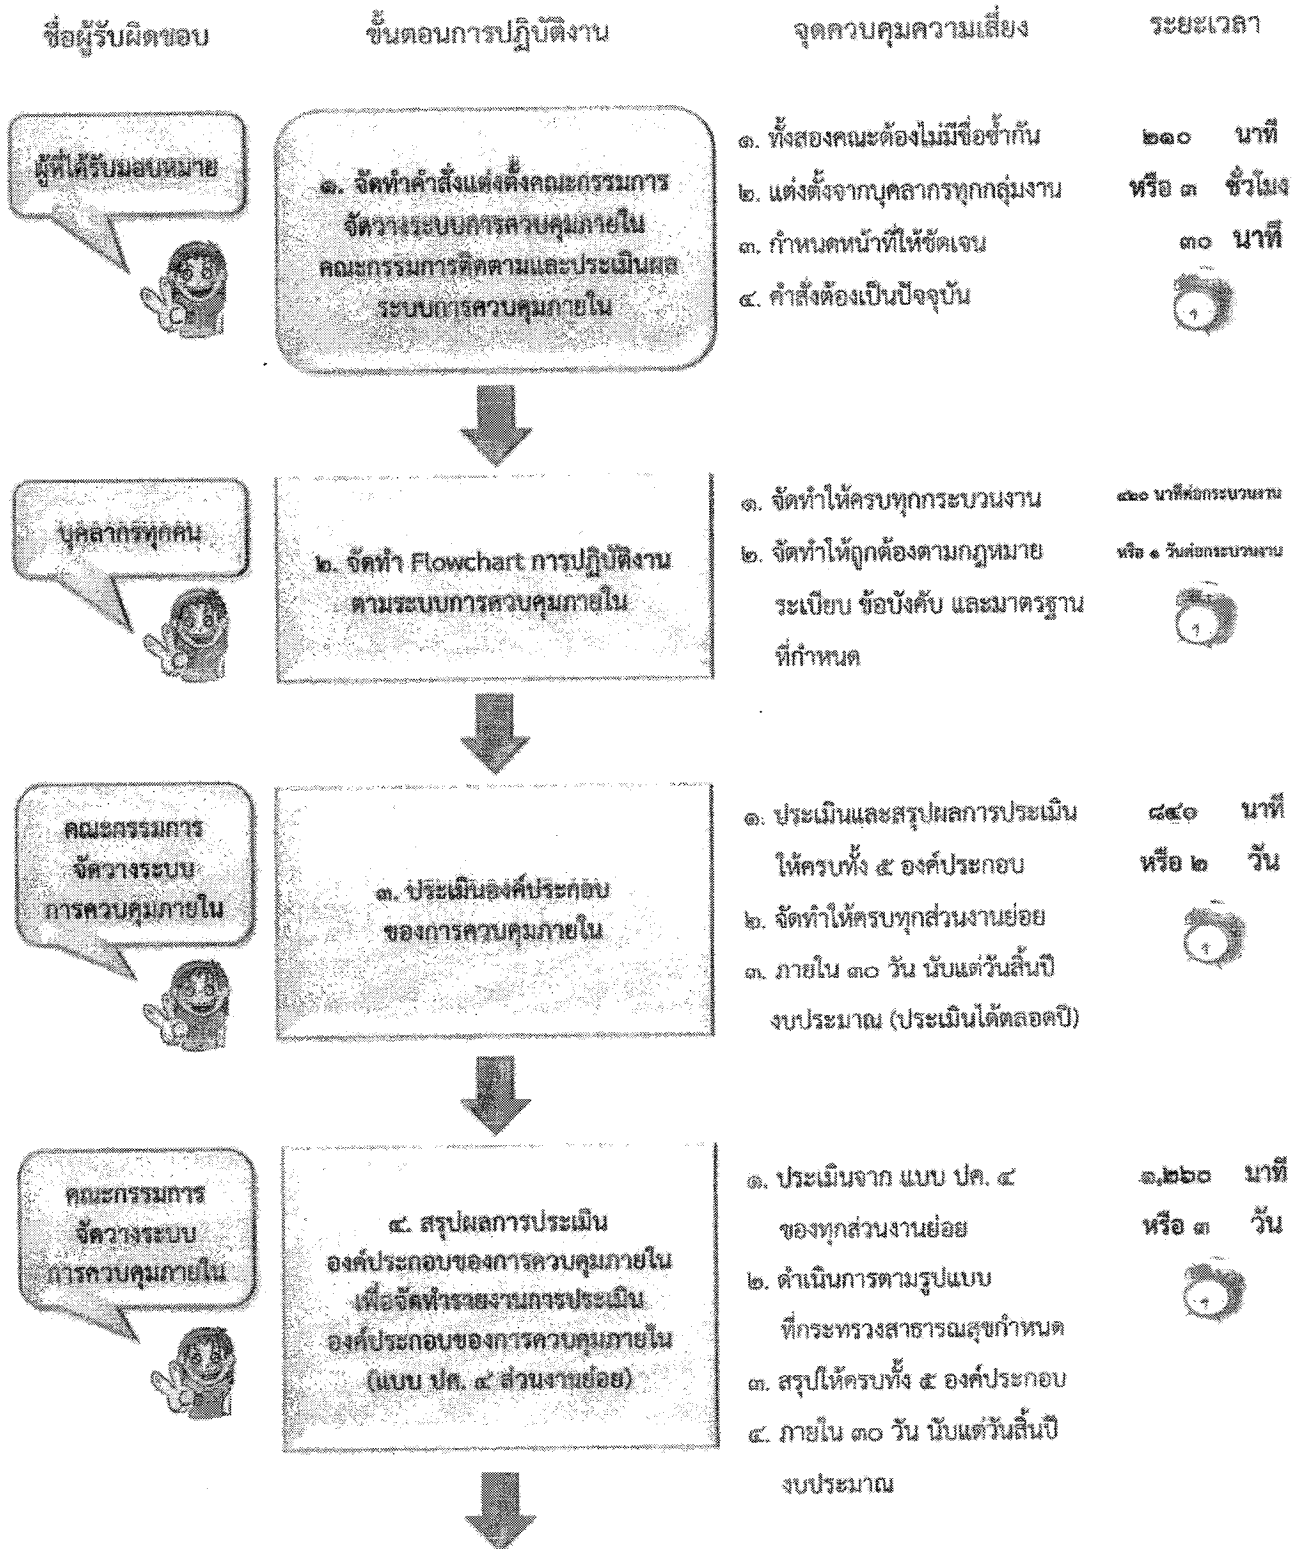 ชื่อผู้รับผิดชอบ
ขั้นตอนการปฏิบัติงาน
จุดควบคุมความเสี่ยง
ระยะเวลา
ผู้ที่ได้รับมอบหมาย
๑. จัดทำคำสั่งแต่งตั้งคณะกรรมการ
จัดวางระบบการควบคุมภายใน
คณะกรรมการติดตามและประเมินผล
ระบบการควบคุมภายใน
๑. ทั้งสองคณะต้องไม่มีชื่อซ้ำกัน
๒. แต่งตั้งจากบุคลากรทุกกลุ่มงาน
๓. กำหนดหน้าที่ให้ชัดเจน
๔. คำสั่งต้องเป็นปัจจุบัน
๒๑๐ นาที
หรือ ๓ ชั่วโมง
๓๐ นาที
บุคลากรทุกคน
๒. จัดทำ Flowchart การปฏิบัติงาน
ตามระบบการควบคุมภายใน
๑. จัดทำให้ครบทุกกระบวนงาน
๒. จัดทำให้ถูกต้องตามกฎหมาย
ระเบียบ ข้อบังคับ และมาตรฐาน
ที่กำหนด
๔๒๐ นาทีต่อกระบวนงาน
หรือ ๑ วันต่อกระบวนงาน
คณะกรรมการ
จัดวางระบบ
การควบคุมภายใน
๓. ประเมินองค์ประกอบ
ของการควบคุมภายใน
๑. ประเมินและสรุปผลการประเมิน
ให้ครบทั้ง ๕ องค์ประกอบ
๒. จัดทำให้ครบทุกส่วนงานย่อย
๓. ภายใน ๓๐ วัน นับแต่วันสิ้นปี
งบประมาณ (ประเมินได้ตลอดปี)
๘๔๐ นาที
หรือ ๒ วัน
คณะกรรมการ
จัดวางระบบ
การควบคุมภายใน
๔. สรุปผลการประเมิน
องค์ประกอบของการควบคุมภายใน
เพื่อจัดทำรายงานการประเมิน
องค์ประกอบของการควบคุมภายใน
(แบบ ปค. ๔ ส่วนงานย่อย)
๑. ประเมินจาก แบบ ปค. ๔
ของทุกส่วนงานย่อย
๒. ดำเนินการตามรูปแบบ
ที่กระทรวงสาธารณสุขกำหนด
๓. สรุปให้ครบทั้ง ๕ องค์ประกอบ
๔. ภายใน ๓๐ วัน นับแต่วันสิ้นปี
งบประมาณ
๑,๒๖๐ นาที
หรือ ๓ วัน